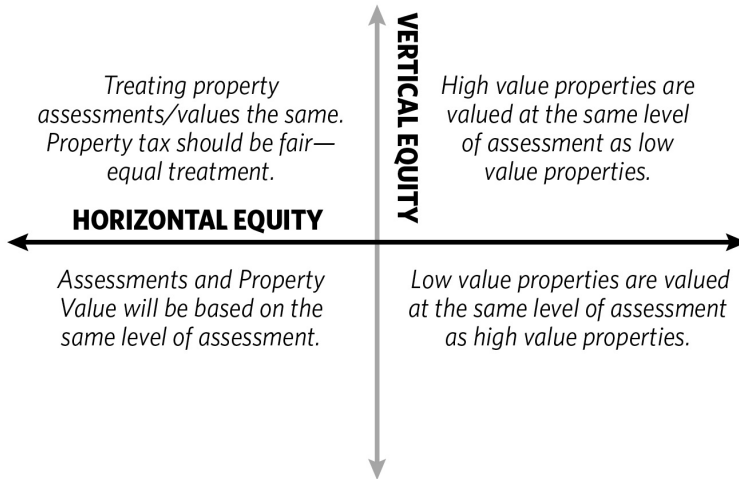 Treating property
assessments/values the same.
Property tax should be fair—
equal treatment.
HORIZONTAL EQUITY
Assessments and Property
Value will be based on the
same level of assessment.
VERTICAL EQUITY
High value properties are
valued at the same level
of assessment as low
value properties.
Low value properties are valued
at the same level of assessment
as high value properties.